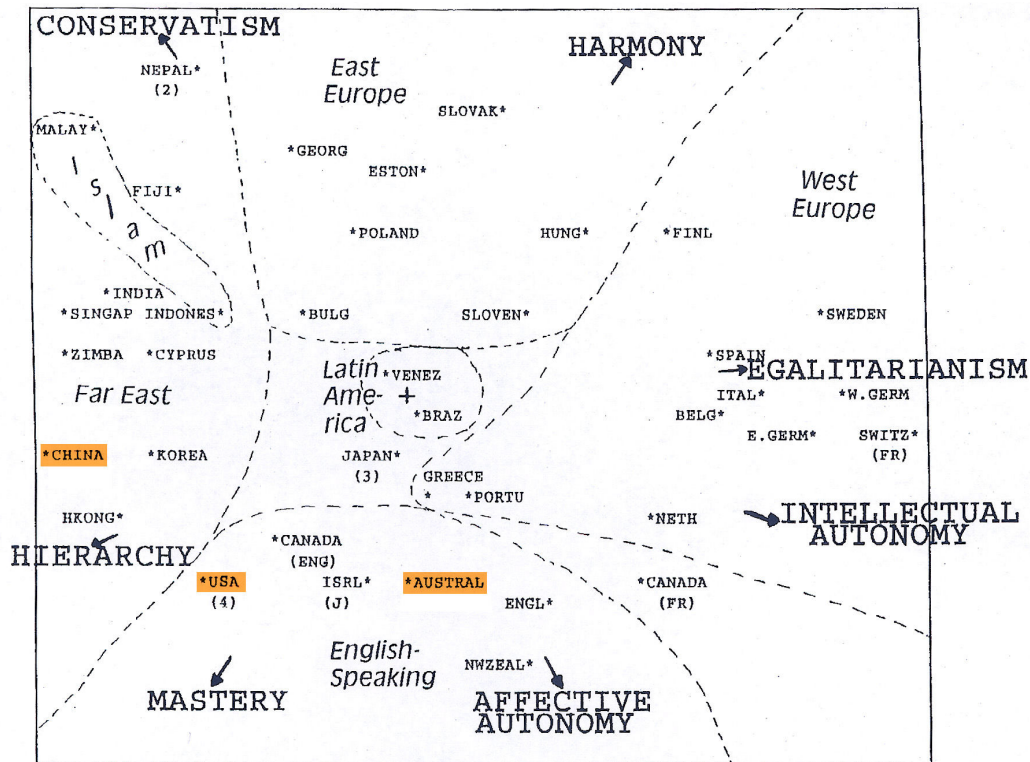 CONSERVATISM
HARMONY
NEPAL*
(2)
East
Europe
SLOVAK*
MALAY*
*GEORG
ESTON*
Islam
FIJI*
West
Europe
*POLAND
HUNG*
*FINL
*INDIA
*SINGAP INDONES*
*BULG
SLOVEN*
*SWEDEN
*ZIMBA
*CYPRUS
*SPAIN
EGALITARIANISM
Far East
Latin
Ame-
rica
*VENEZ
+
*BRAZ
ITAL*
*W.GERM
BELG*
E.GERM*
SWITZ*
(FR)
*CHINA
*KOREA
JAPAN*
(3)
GREECE
*
*PORTU
HKONG*
*NETH
INTELLECTUAL
AUTONOMY
HIERARCHY
*CANADA
(ENG)
*USA
(4)
ISRL*
(J)
*AUSTRAL
ENGL*
*CANADA
(FR)
English-
Speaking
NWZEAL*
MASTERY
AFFECTIVE
AUTONOMY